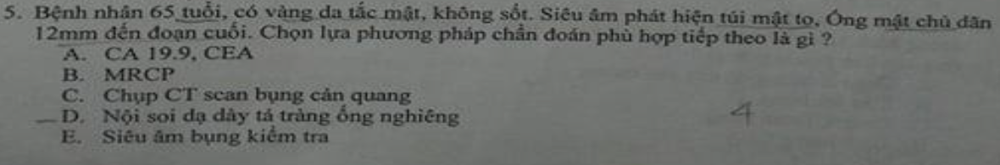 5. Bệnh nhân 65 tuổi, có vàng da tắc mật, không sốt. Siêu âm phát hiện túi mật to, Ống mật chủ dãn
12mm đến đoạn cuối. Chọn lựa phương pháp chẩn đoán phù hợp tiếp theo là gì ?
A. CA 19.9, CEA
B. MRCP
C. Chụp CT scan bụng cản quang
D. Nội soi dạ dày tá tràng ống nghiêng
4
E. Siêu âm bụng kiểm tra